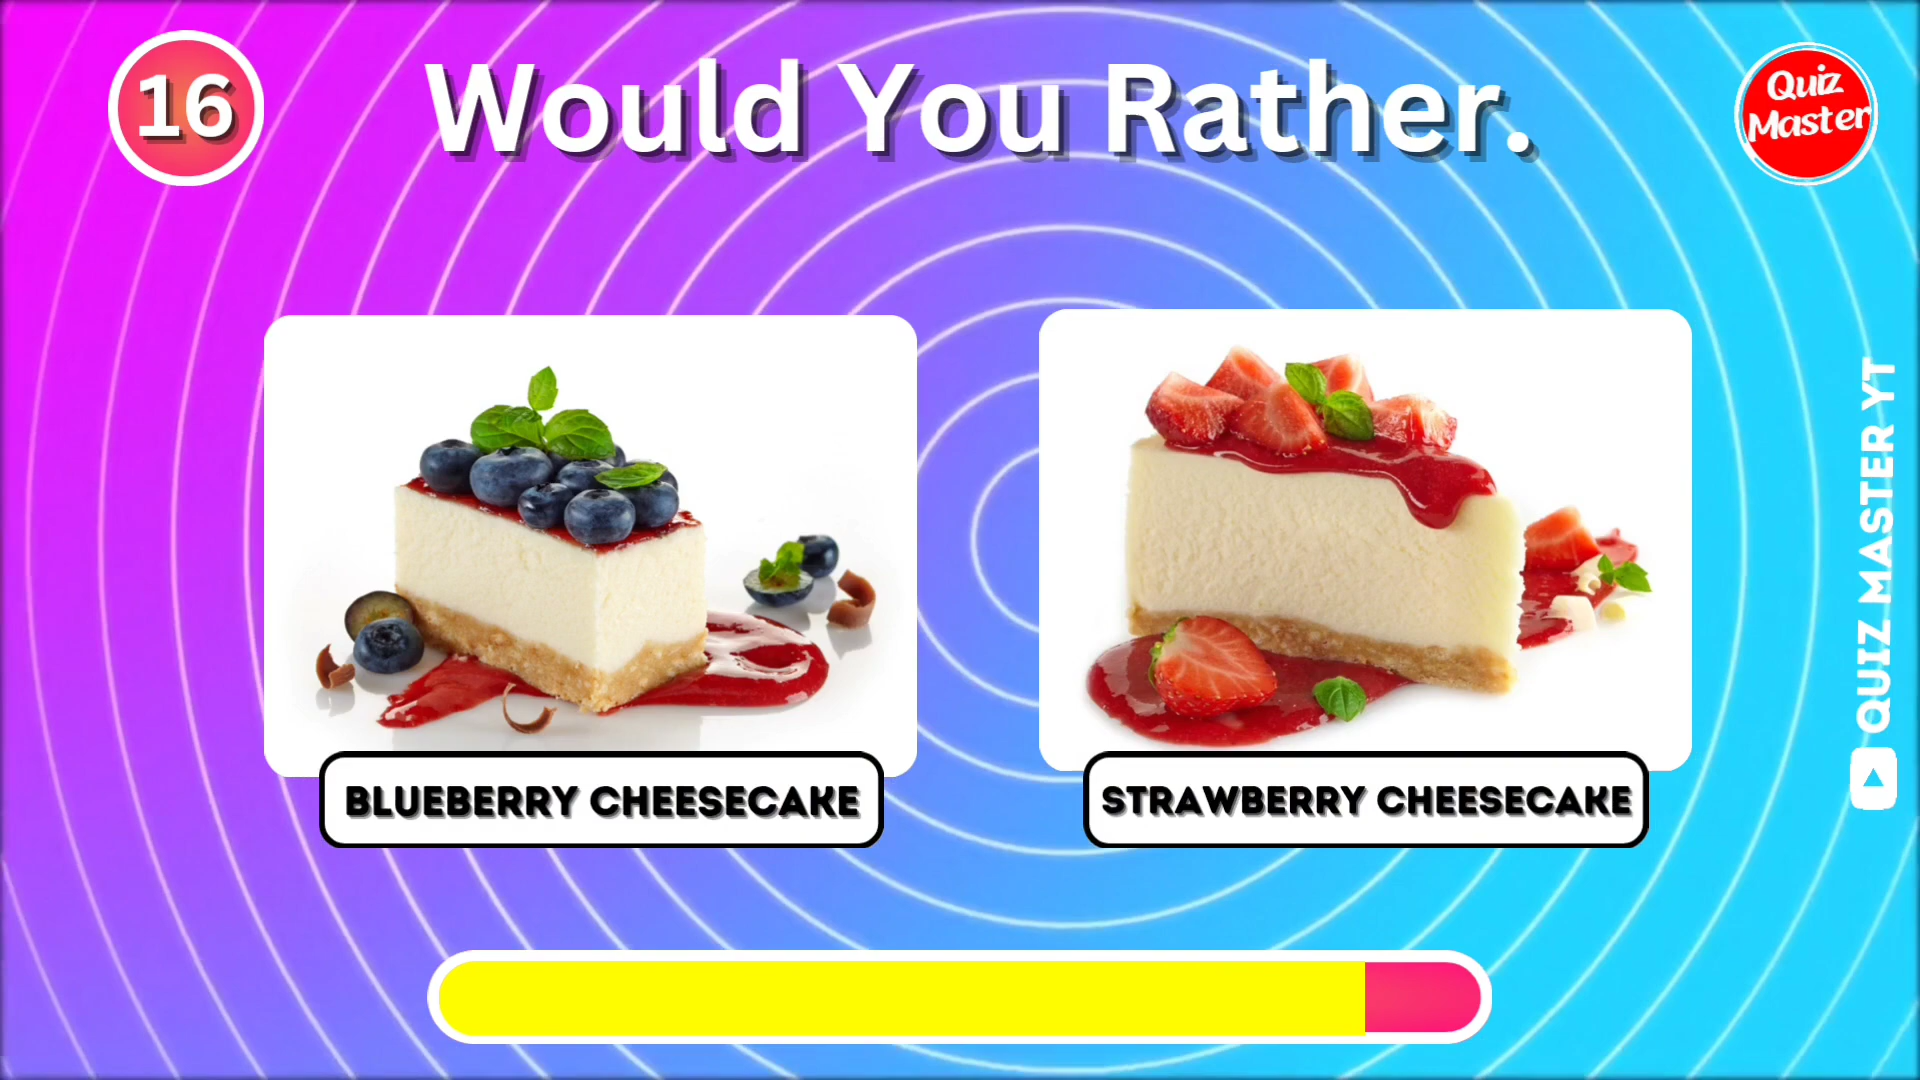 16
Would You Rather.
Quiz
Master
BLUEBERRY CHEESECAKE
STRAWBERRY CHEESECAKE
QUIZ MASTER YT